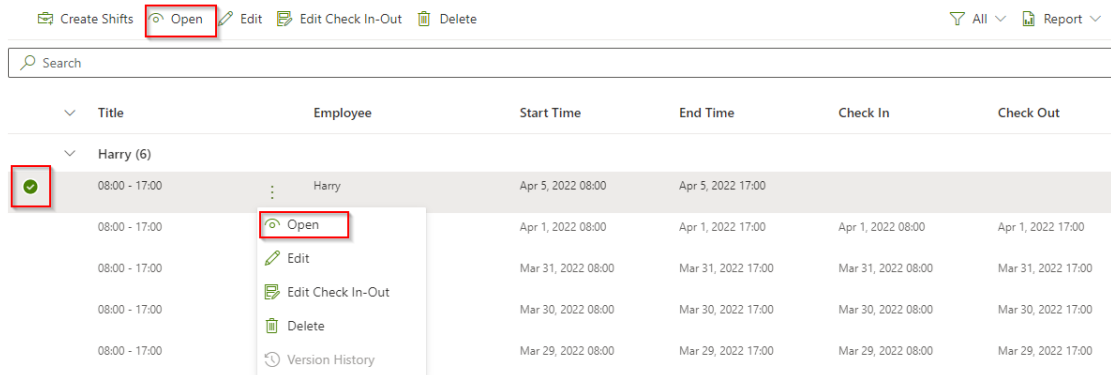 Create Shifts Open Edit Edit Check In-Out Delete All Report
Search
Title Employee Start Time End Time Check In Check Out
Harry (6)
08:00 - 17:00 Harry Apr 5, 2022 08:00 Apr 5, 2022 17:00
08:00 - 17:00 Open Apr 1, 2022 08:00 Apr 1, 2022 17:00 Apr 1, 2022 08:00 Apr 1, 2022 17:00
Edit
08:00 - 17:00 Mar 31, 2022 08:00 Mar 31, 2022 17:00 Mar 31, 2022 08:00 Mar 31, 2022 17:00
Edit Check In-Out
08:00 - 17:00 Mar 30, 2022 08:00 Mar 30, 2022 17:00 Mar 30, 2022 08:00 Mar 30, 2022 17:00
Delete
08:00 - 17:00 Mar 29, 2022 08:00 Mar 29, 2022 17:00 Mar 29, 2022 08:00 Mar 29, 2022 17:00
Version History